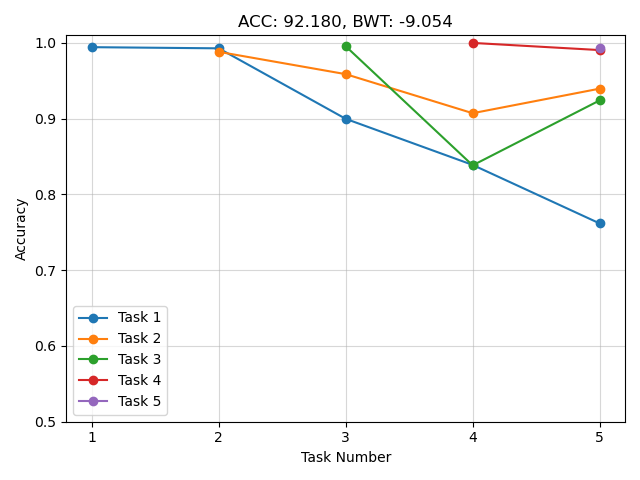 ACC: 92.180, BWT: -9.054
1.0
0.9
0.8
0.7
0.6
0.5
Accuracy
Task 1
Task 2
Task 3
Task 4
Task 5
1 2 3 4 5
Task Number